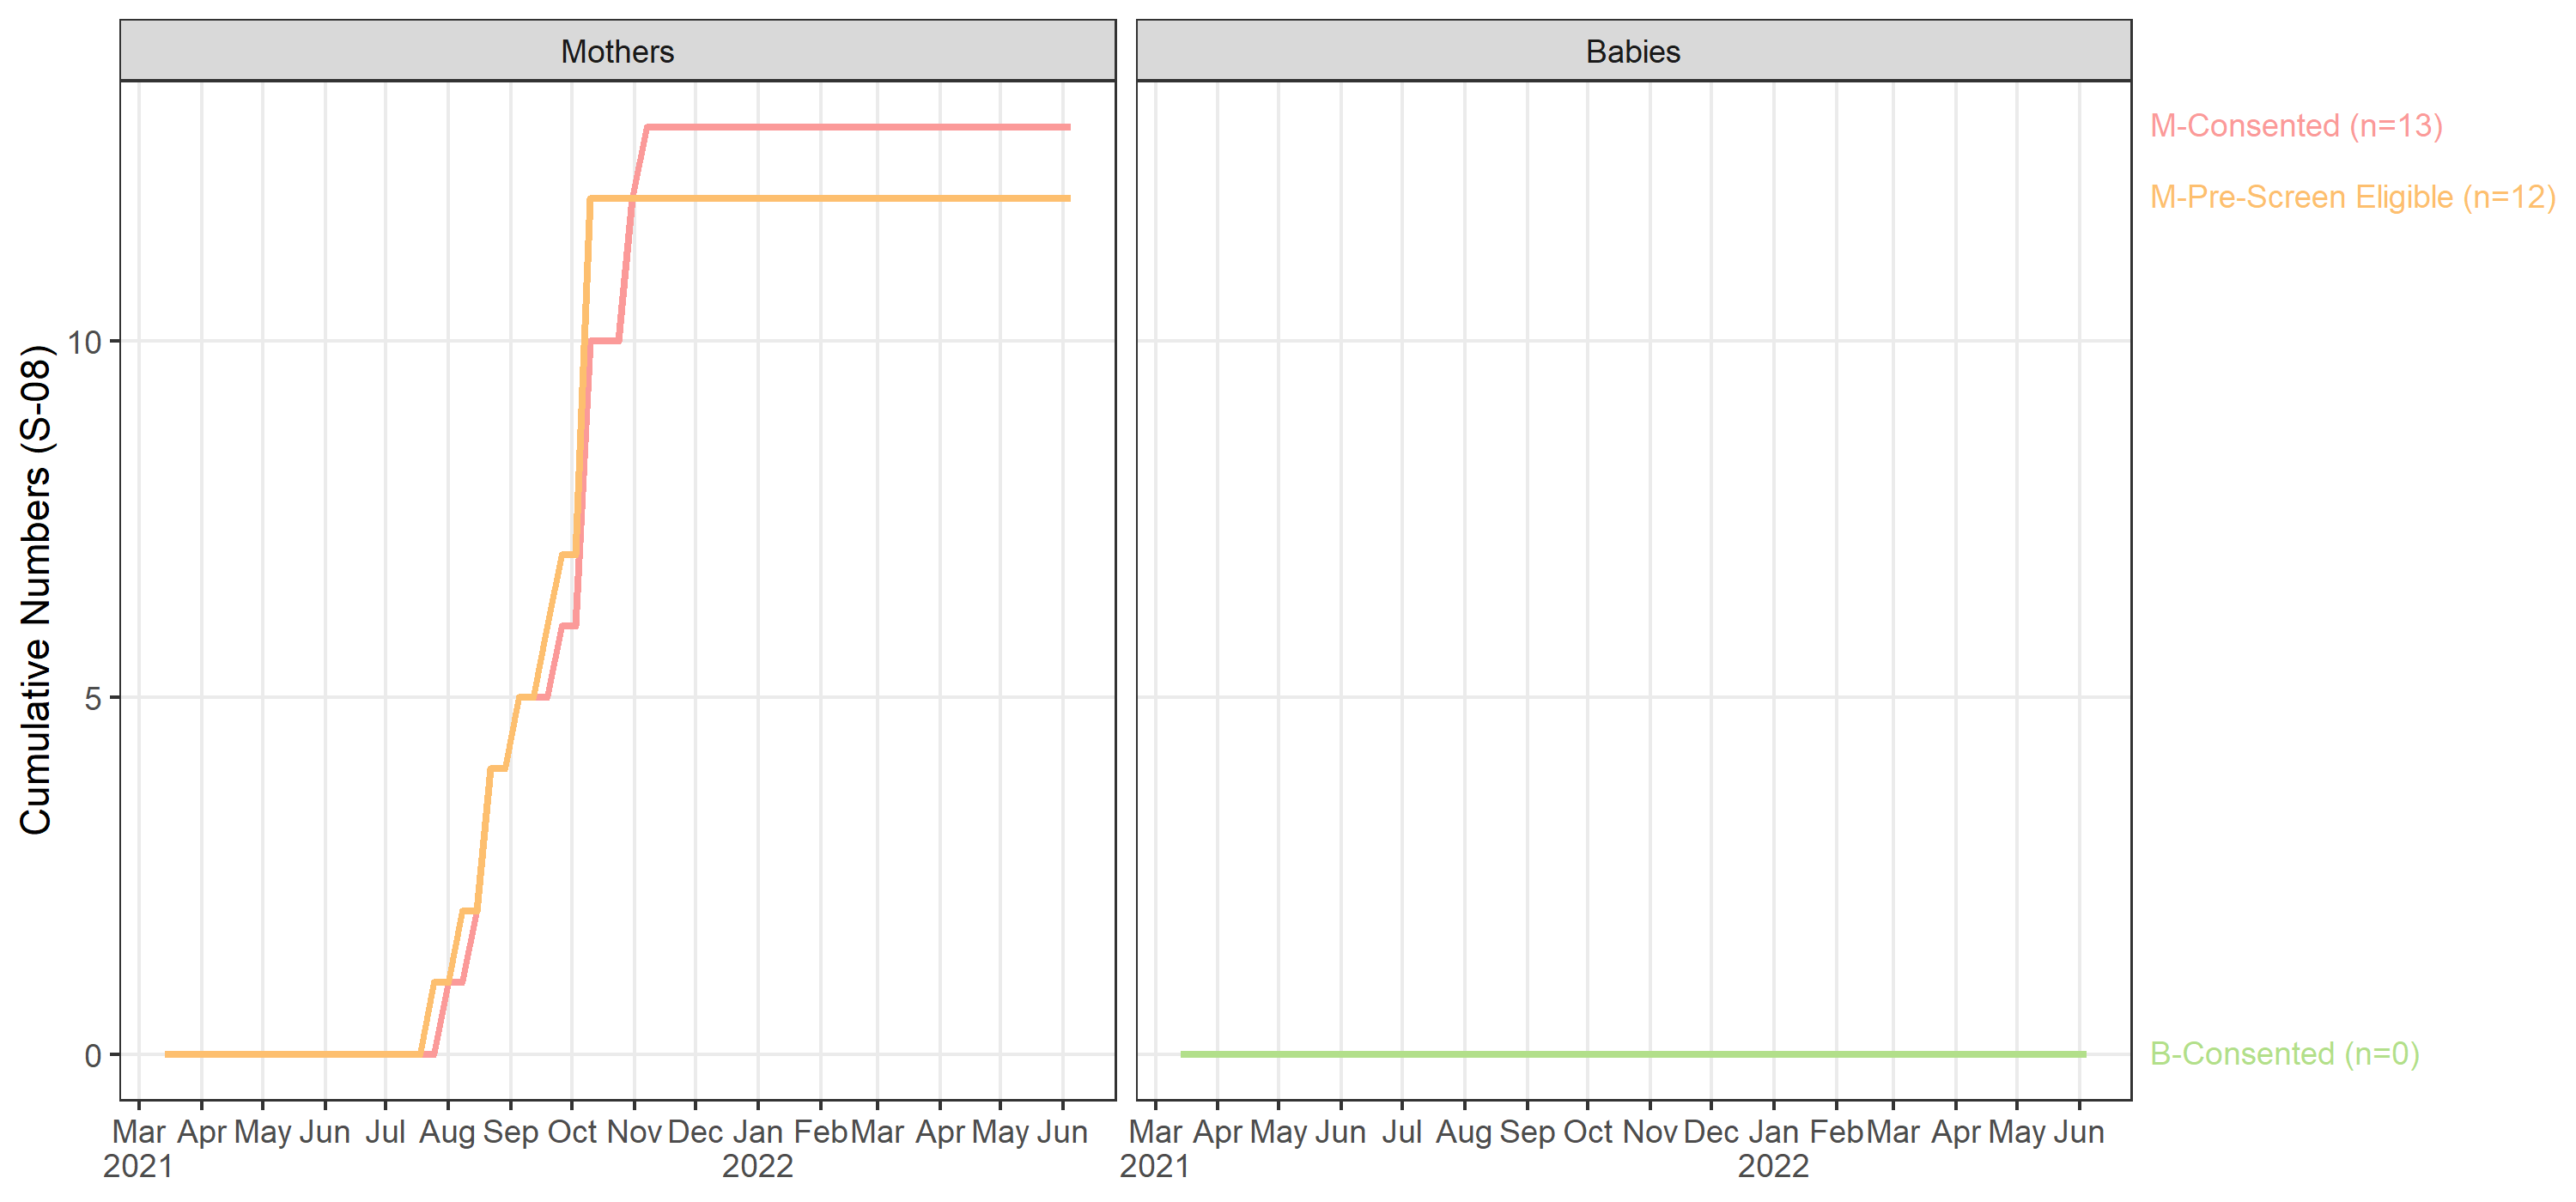 Mothers
Babies
M-Consented (n=13)
M-Pre-Screen Eligible (n=12)
B-Consented (n=0)
Cumulative Numbers (S-08)
10
5
0
Mar Apr May Jun Jul Aug Sep Oct Nov Dec Jan Feb Mar Apr May Jun
2021 2022
Mar Apr May Jun Jul Aug Sep Oct Nov Dec Jan Feb Mar Apr May Jun
2021 2022